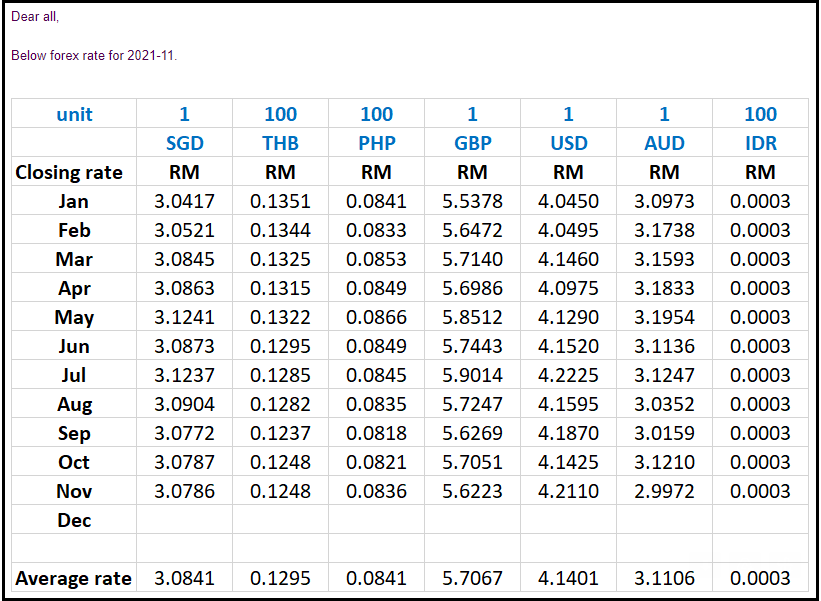 Dear all,
Below forex rate for 2021-11.
unit 1 100 100 1 1 1 100
SGD THB PHP GBP USD AUD IDR
Closing rate RM RM RM RM RM RM RM
Jan 3.0417 0.1351 0.0841 5.5378 4.0450 3.0973 0.0003
Feb 3.0521 0.1344 0.0833 5.6472 4.0495 3.1738 0.0003
Mar 3.0845 0.1325 0.0853 5.7140 4.1460 3.1593 0.0003
Apr 3.0863 0.1315 0.0849 5.6986 4.0975 3.1833 0.0003
May 3.1241 0.1322 0.0866 5.8512 4.1290 3.1954 0.0003
Jun 3.0873 0.1295 0.0849 5.7443 4.1520 3.1136 0.0003
Jul 3.1237 0.1285 0.0845 5.9014 4.2225 3.1247 0.0003
Aug 3.0904 0.1282 0.0835 5.7247 4.1595 3.0352 0.0003
Sep 3.0772 0.1237 0.0818 5.6269 4.1870 3.0159 0.0003
Oct 3.0787 0.1248 0.0821 5.7051 4.1425 3.1210 0.0003
Nov 3.0786 0.1248 0.0836 5.6223 4.2110 2.9972 0.0003
Dec
Average rate 3.0841 0.1295 0.0841 5.7067 4.1401 3.1106 0.0003